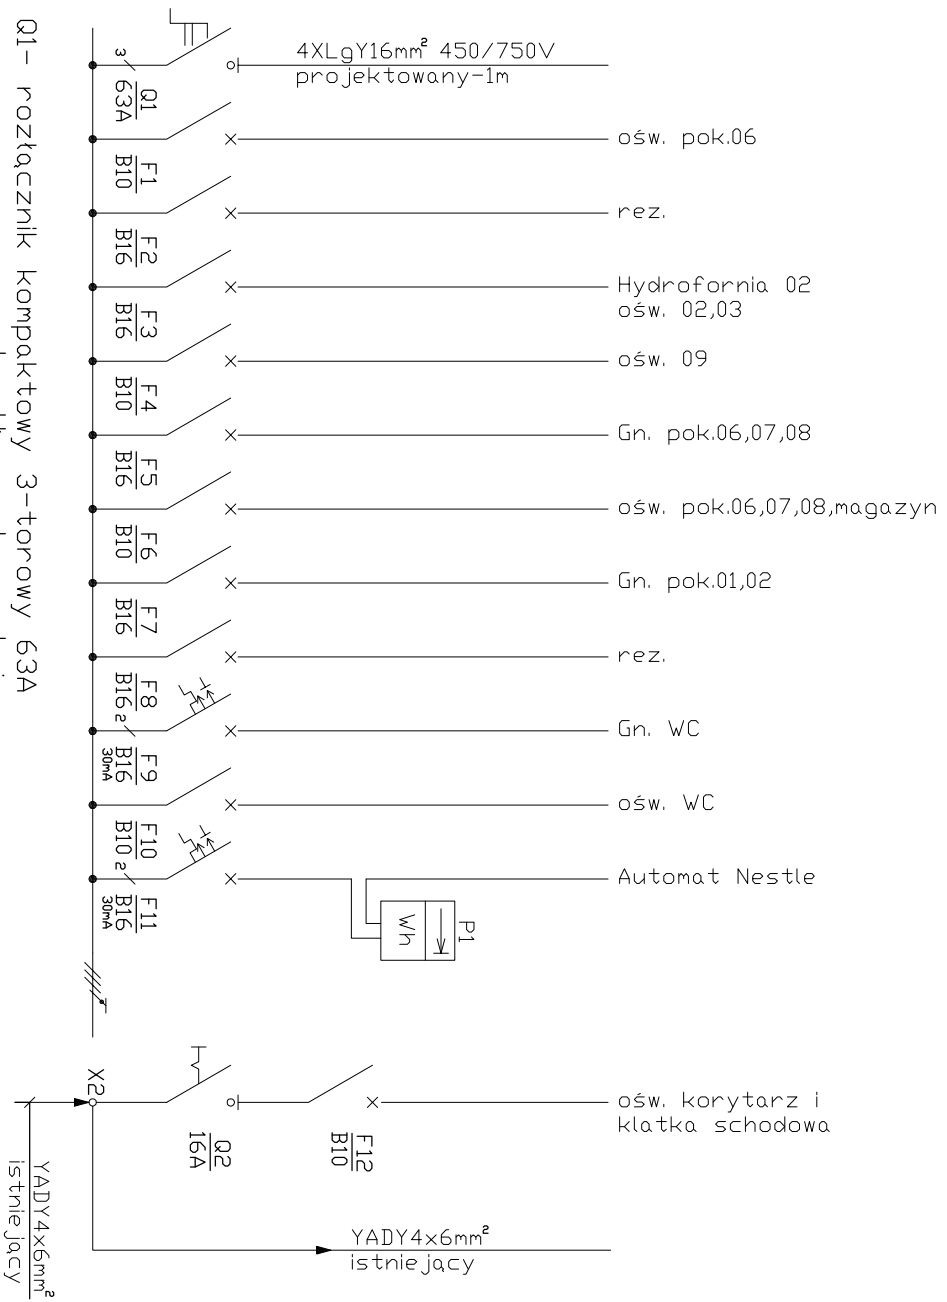 4XLgY16mm² 450/750V
projektowany-1m
3
Q1
63A
ośw. pok.06
F1
B10
rez.
F2
B16
Hydrofornia 02
ośw. 02,03
F3
B16
ośw. 09
F4
B10
Gn. pok.06,07,08
F5
B16
ośw. pok.06,07,08,magazyn
F6
B10
Gn. pok.01,02
F7
B16
rez.
F8
B16
Gn. WC
2
F9
B16
30mA
ośw. WC
F10
B10
Automat Nestle
2
F11
B16
30mA
P1
Wh
X2
ośw. korytarz i
klatka schodowa
Q2
16A
F12
B10
YADY4x6mm²
istniejący
YADY4x6mm²
istniejący
Q1- rozłącznik kompaktowy 3-torowy 63A